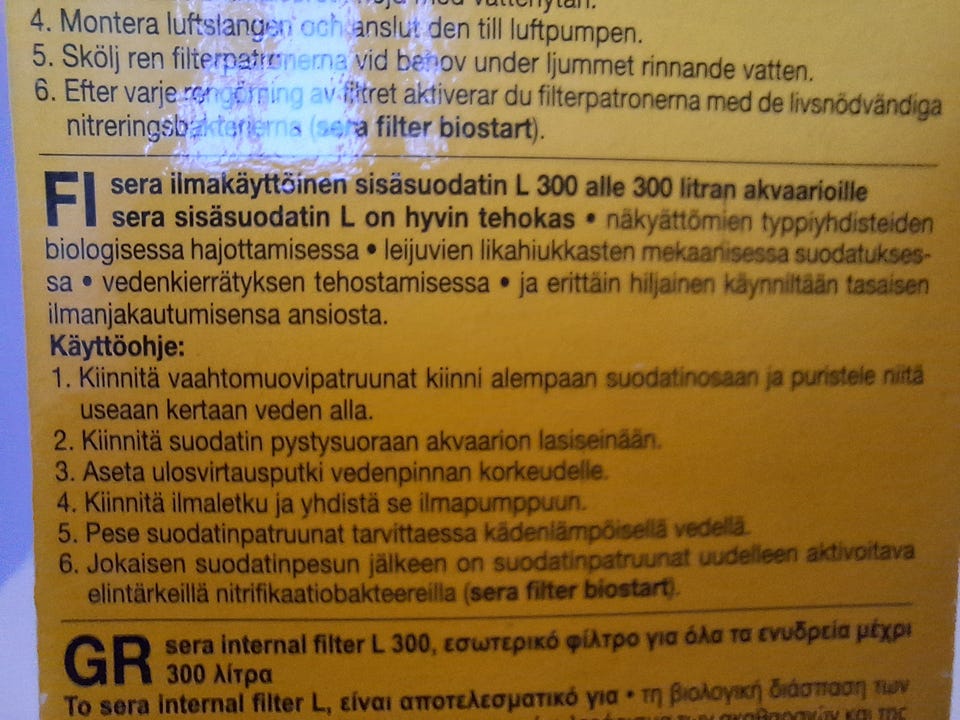 med vattenytan.
4. Montera luftslangen och anslut den till luftpumpen.
5. Skölj ren filterpatronerna vid behov under ljummet rinnande vatten.
6. Efter varje rengörning av filtret aktiverar du filterpatronerna med de livsnödvändiga
nitreringsbakterierna (sera filter biostart).
FI sera ilmakäyttöinen sisäsuodatin L 300 alle 300 litran akvaarioille
sera sisäsuodatin L on hyvin tehokas • näkyättömien typpiyhdisteiden
biologisessa hajottamisessa • leijuvien likahiukkasten mekaanisessa suodatukses-
sa • vedenkierrätyksen tehostamisessa • ja erittäin hiljainen käynniltään tasaisen
ilmanjakautumisensa ansiosta.
Käyttöohje:
1. Kiinnitä vaahtomuovipatruunat kiinni alempaan suodatinosaan ja puristele niitä
useaan kertaan veden alla.
2. Kiinnitä suodatin pystysuoraan akvaarion lasiseinään.
3. Aseta ulosvirtausputki vedenpinnan korkeudelle.
4. Kiinnitä ilmaletku ja yhdistä se ilmapumppuun.
5. Pese suodatinpatruunat tarvittaessa kädenlämpöisellä vedellä.
6. Jokaisen suodatinpesun jälkeen on suodatinpatruunat uudelleen aktivoitava
elintärkeillä nitrifikaatiobakteereilla (sera filter biostart).
GR sera internal filter L 300, εσωτερικό φίλτρο για όλα τα ενυδρεία μέχρι
300 λίτρα
Το sera internal filter L, είναι αποτελεσματικό για • τη βιολογική διάσπαση των